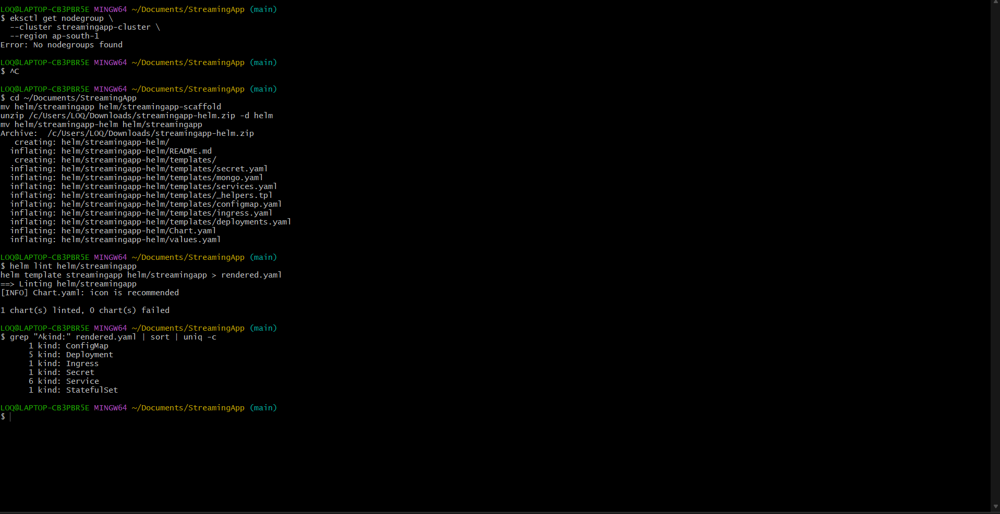 LOQ@LAPTOP-CB3PBR5E MINGW64 ~/Documents/StreamingApp (main)
$ eksctl get nodegroup \
  --cluster streamingapp-cluster \
  --region ap-south-1
Error: No nodegroups found

LOQ@LAPTOP-CB3PBR5E MINGW64 ~/Documents/StreamingApp (main)
$ ^C

LOQ@LAPTOP-CB3PBR5E MINGW64 ~/Documents/StreamingApp (main)
$ cd ~/Documents/StreamingApp
mv helm/streamingapp helm/streamingapp-scaffold
unzip /c/Users/LOQ/Downloads/streamingapp-helm.zip -d helm
mv helm/streamingapp-helm helm/streamingapp
Archive:  /c/Users/LOQ/Downloads/streamingapp-helm.zip
   creating: helm/streamingapp-helm/
  inflating: helm/streamingapp-helm/README.md
   creating: helm/streamingapp-helm/templates/
  inflating: helm/streamingapp-helm/templates/secret.yaml
  inflating: helm/streamingapp-helm/templates/mongo.yaml
  inflating: helm/streamingapp-helm/templates/services.yaml
  inflating: helm/streamingapp-helm/templates/_helpers.tpl
  inflating: helm/streamingapp-helm/templates/configmap.yaml
  inflating: helm/streamingapp-helm/templates/ingress.yaml
  inflating: helm/streamingapp-helm/templates/deployments.yaml
  inflating: helm/streamingapp-helm/Chart.yaml
  inflating: helm/streamingapp-helm/values.yaml

LOQ@LAPTOP-CB3PBR5E MINGW64 ~/Documents/StreamingApp (main)
$ helm lint helm/streamingapp
helm template streamingapp helm/streamingapp > rendered.yaml
==> Linting helm/streamingapp
[INFO] Chart.yaml: icon is recommended

1 chart(s) linted, 0 chart(s) failed

LOQ@LAPTOP-CB3PBR5E MINGW64 ~/Documents/StreamingApp (main)
$ grep "^kind:" rendered.yaml | sort | uniq -c
      1 kind: ConfigMap
      5 kind: Deployment
      1 kind: Ingress
      1 kind: Secret
      6 kind: Service
      1 kind: StatefulSet

LOQ@LAPTOP-CB3PBR5E MINGW64 ~/Documents/StreamingApp (main)
$